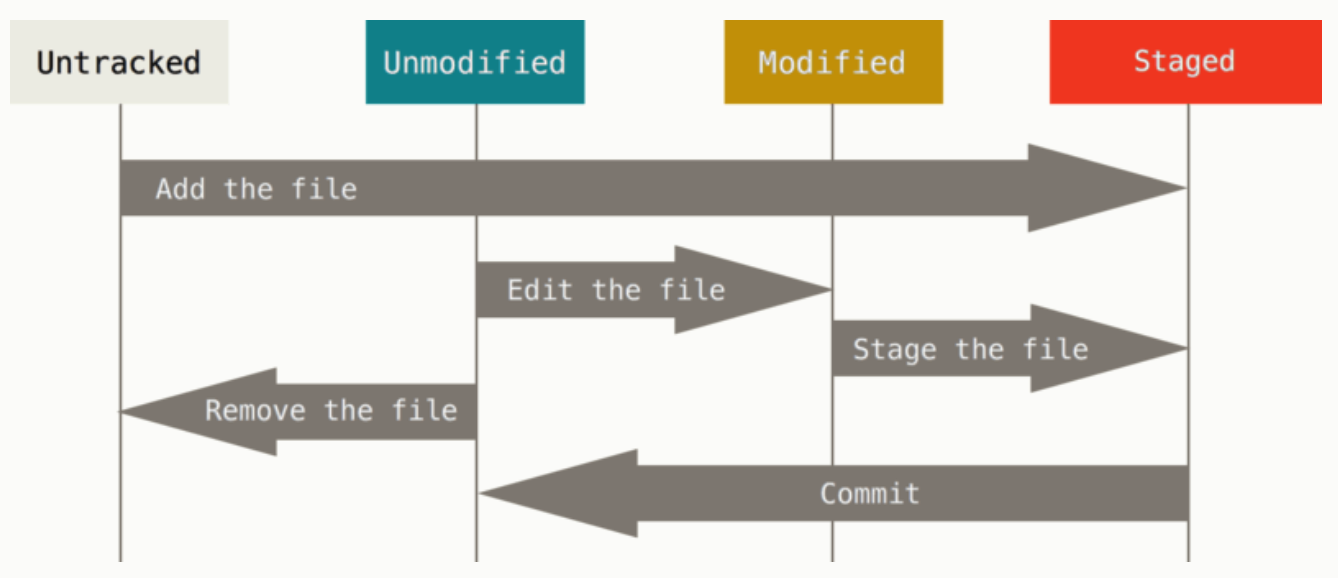 Untracked
Unmodified
Modified
Staged
Add the file
Edit the file
Stage the file
Remove the file
Commit